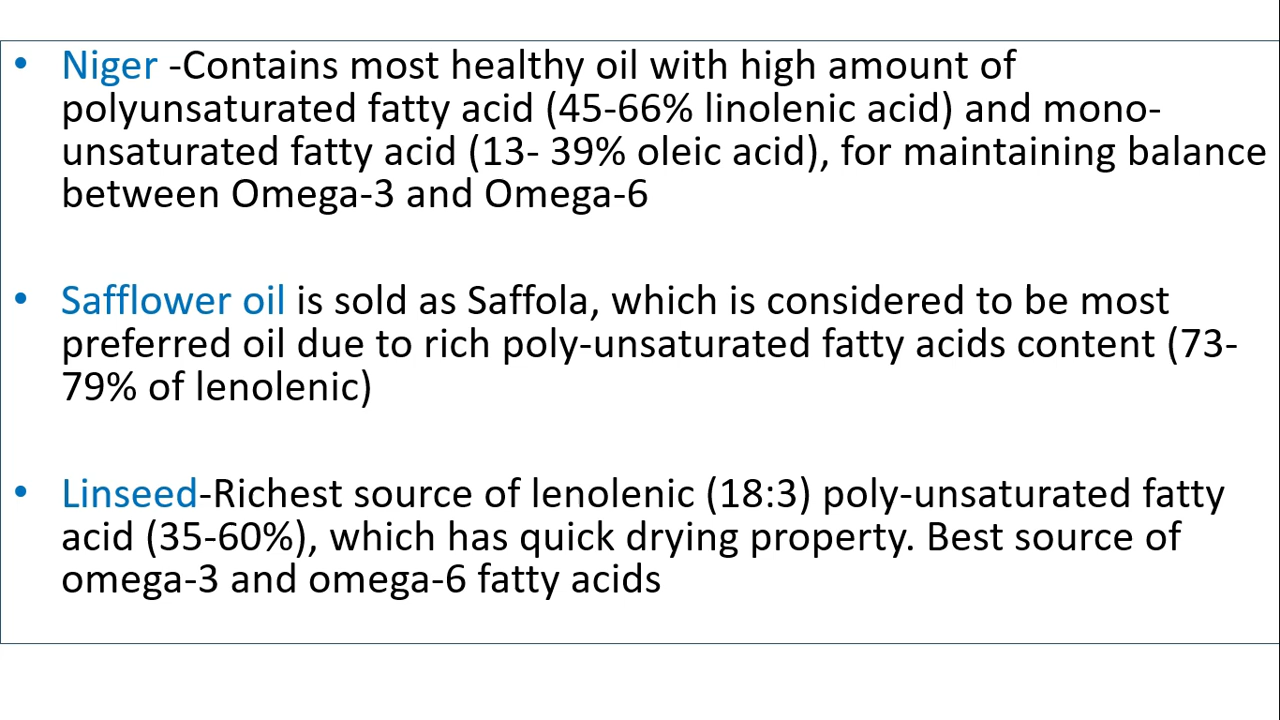 • Niger -Contains most healthy oil with high amount of
polyunsaturated fatty acid (45-66% linolenic acid) and mono-
unsaturated fatty acid (13- 39% oleic acid), for maintaining balance
between Omega-3 and Omega-6
• Safflower oil is sold as Saffola, which is considered to be most
preferred oil due to rich poly-unsaturated fatty acids content (73-
79% of lenolenic)
• Linseed-Richest source of lenolenic (18:3) poly-unsaturated fatty
acid (35-60%), which has quick drying property. Best source of
omega-3 and omega-6 fatty acids